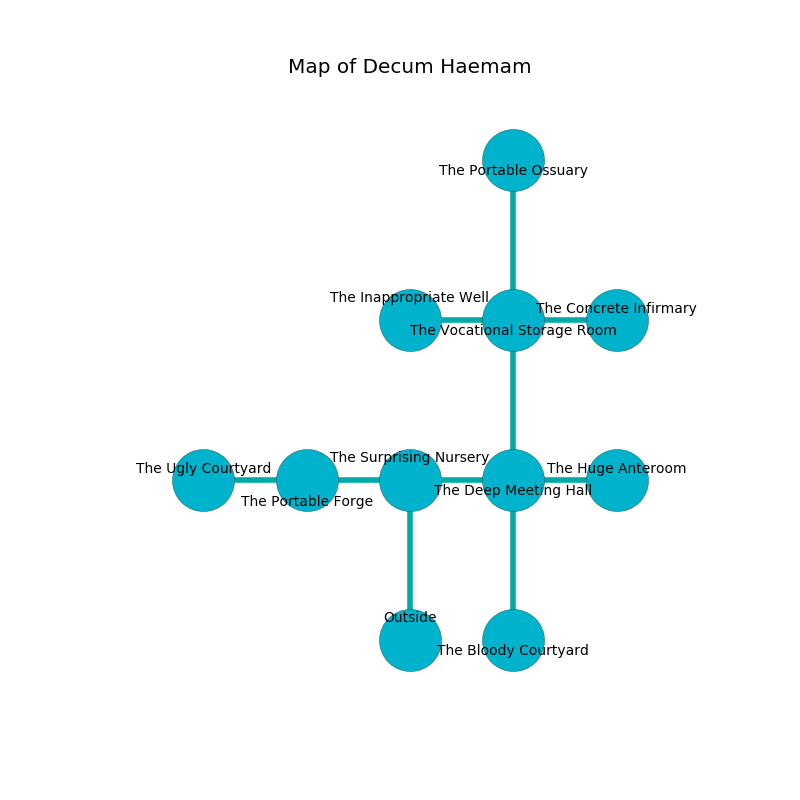 Map of Decum Haemam
The Portable Ossuary
The Inappropriate Well
The Concrete Infirmary
The Vocational Storage Room
The Surprising Nursery
The Ugly Courtyard
The Huge Anteroom
The Deep Meeting Hall
The Portable Forge
Outside
The Bloody Courtyard